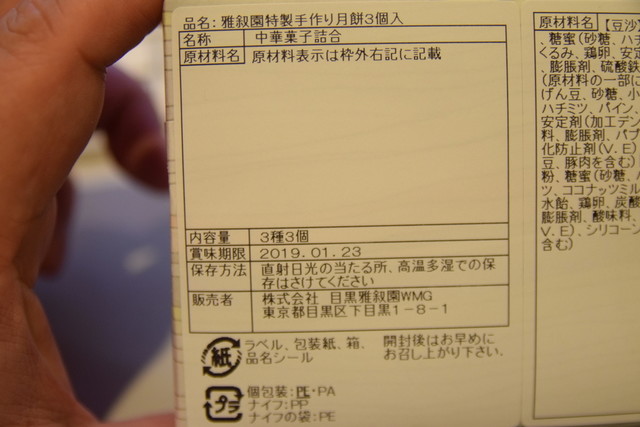 品名: 雅叙園特製手作り月餅3個入
名称 中華菓子詰合
原材料名 原材料表示は枠外右記に記載
内容量 3種3個
賞味期限 2019.01.23
保存方法 直射日光の当たる所、高温多湿での保
存はさけてください
販売者 株式会社 目黒雅叙園WMG
東京都目黒区下目黒1-8-1
紙 ラベル、包装紙、箱、
品名シール
開封後はお早めに
お召し上がり下さい。
プラ 個包装:PE・PA
ナイフ:PP
ナイフの袋:PE
原材料名 【豆沙】
、糖蜜(砂糖、ハチ
くるみ、鶏卵、安定
、膨脹剤、硫酸鉄
(原材料の一部に
げん豆、砂糖、小
ハチミツ、パイン、
安定剤(加工デン
料、膨脹剤、パプ
化防止剤(V.E)
豆、豚肉を含む)
粉、糖蜜(砂糖、
ツ、ココナッツミル
水飴、鶏卵、炭酸
膨脹剤、酸味料、
V.E)、シリコーン
含む)